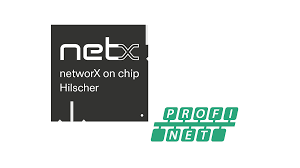 netx
networX on chip
Hilscher
PROFI
NET